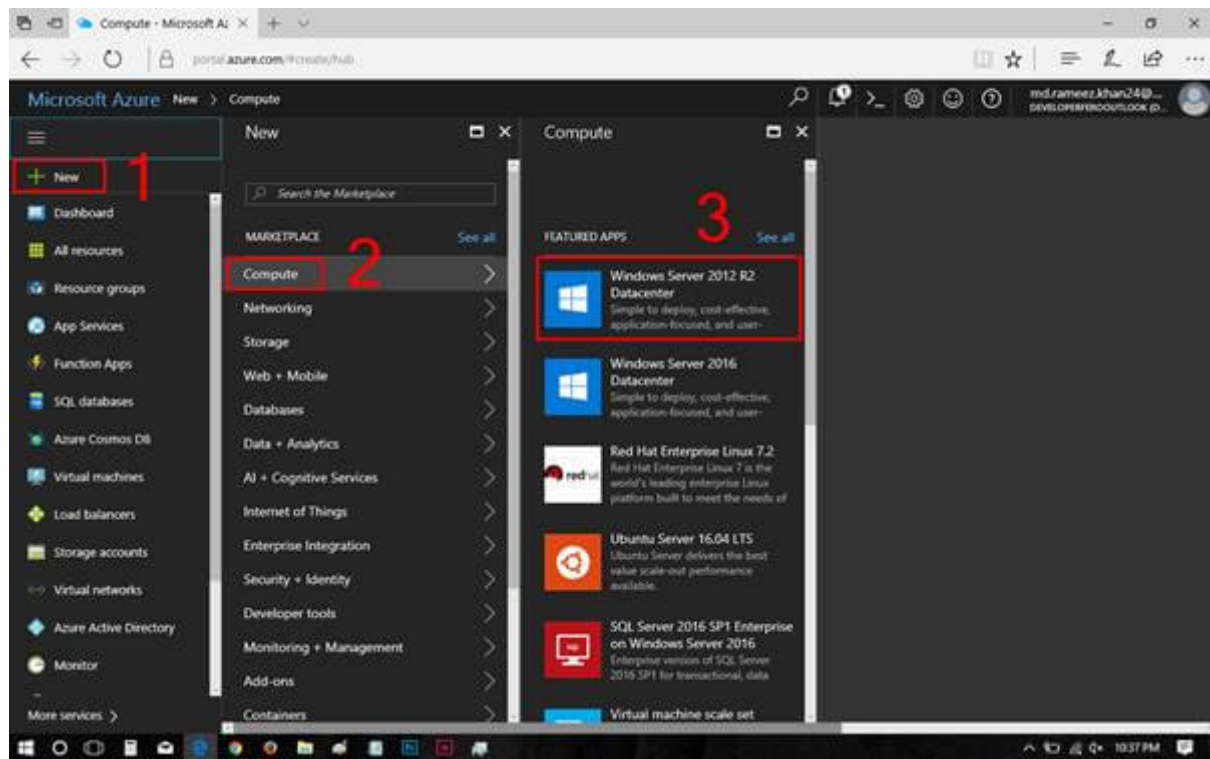 Compute - Microsoft Az
portal.azure.com/#create/hub
Microsoft Azure New > Compute
md.rameez.khan24@...
New
Compute
1
New
Dashboard
All resources
Resource groups
App Services
Function Apps
SQL databases
Azure Cosmos DB
Virtual machines
Load balancers
Storage accounts
Virtual networks
Azure Active Directory
Monitor
More services >
Search the Marketplace
MARKETPLACE See all
2
Compute
Networking
Storage
Web + Mobile
Databases
Data + Analytics
AI + Cognitive Services
Internet of Things
Enterprise Integration
Security + Identity
Developer tools
Monitoring + Management
Add-ons
Containers
3
FEATURED APPS See all
Windows Server 2012 R2
Datacenter
Simple to deploy, cost-effective,
application-focused, and user-
Windows Server 2016
Datacenter
Simple to deploy, cost-effective,
application-focused, and user-
redhat
Red Hat Enterprise Linux 7.2
Red Hat Enterprise Linux 7 is the
world's leading enterprise Linux
platform built to meet the needs of
Ubuntu Server 16.04 LTS
Ubuntu Server delivers the best
value scale-out performance
available.
SQL Server 2016 SP1 Enterprise
on Windows Server 2016
Enterprise version of SQL Server
2016 SP1 for transactional, data
Virtual machine scale set
10:37 PM